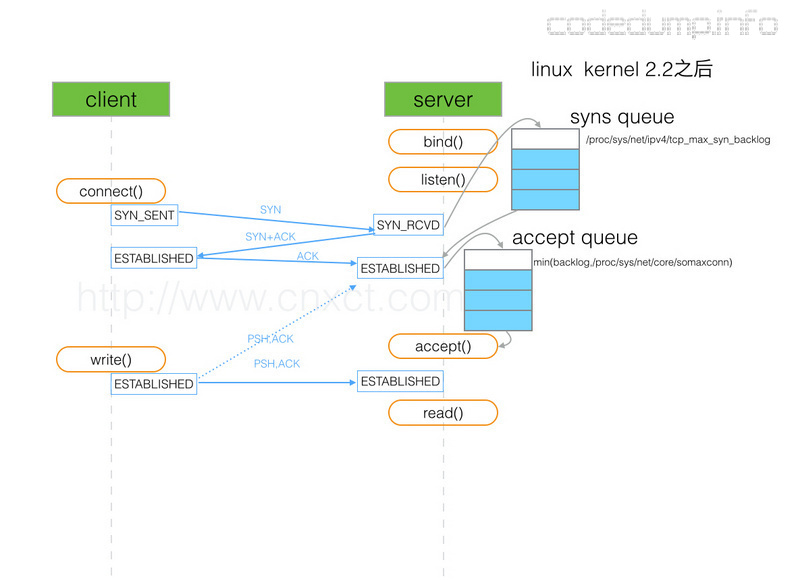 codinginfo
linux kernel 2.2之后
client
server
syns queue
/proc/sys/net/ipv4/tcp_max_syn_backlog
bind()
listen()
connect()
SYN_SENT
SYN
SYN_RCVD
SYN+ACK
accept queue
ESTABLISHED
ACK
ESTABLISHED
min(backlog,/proc/sys/net/core/somaxconn)
http://www.cnxct.com
PSH,ACK
accept()
write()
PSH,ACK
ESTABLISHED
ESTABLISHED
read()